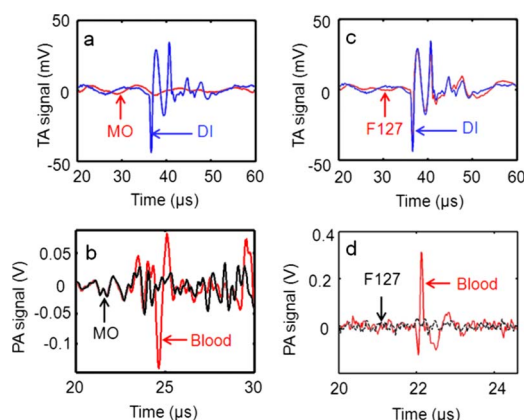 a
TA signal (mV)
50
0
-50
MO
DI
20 30 40 50 60
Time (μs)
c
TA signal (mV)
50
0
-50
F127
DI
20 30 40 50 60
Time (μs)
b
PA signal (V)
0.05
0
-0.05
-0.1
MO
Blood
20 25 30
Time (μs)
d
PA signal (V)
0.4
0.2
0
F127
Blood
20 22 24
Time (μs)